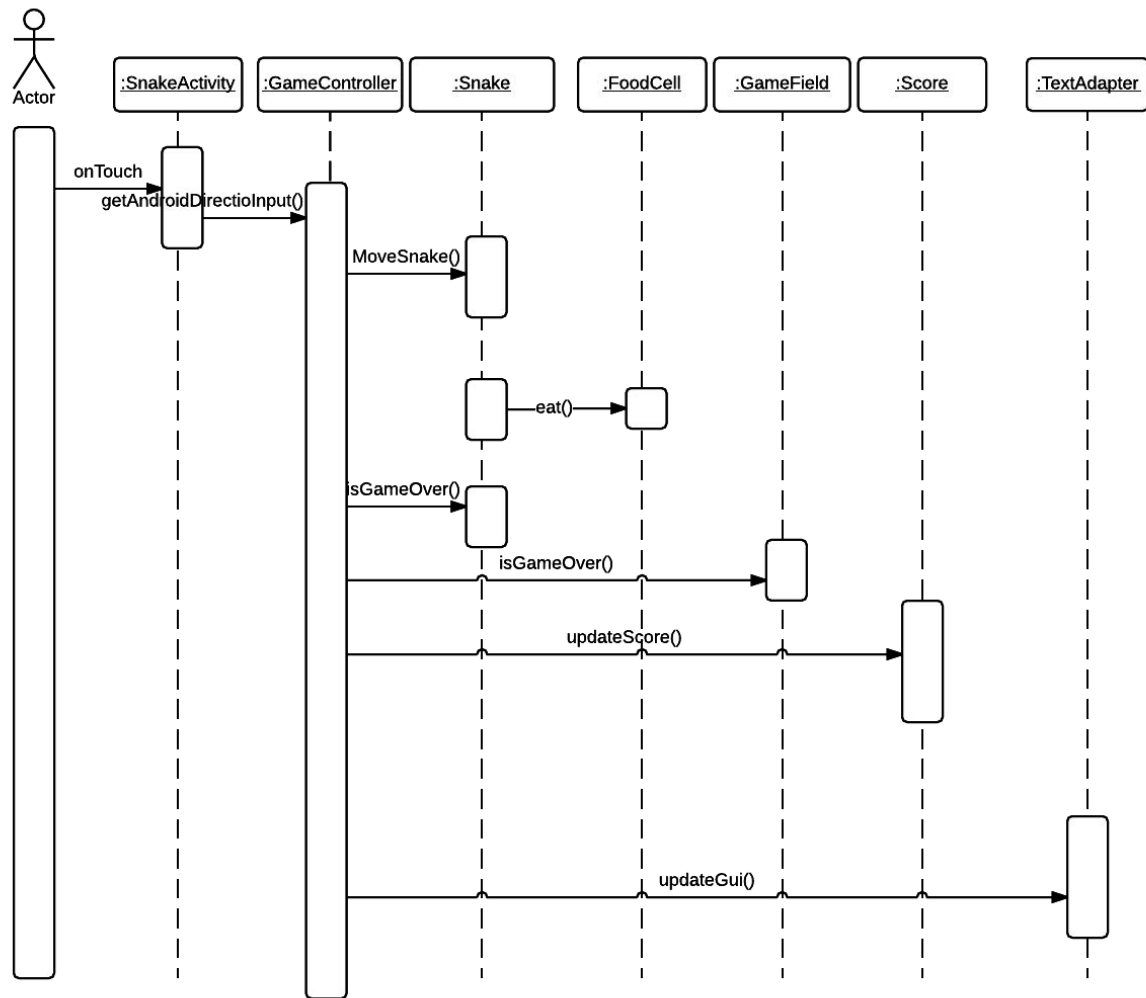 Actor
:SnakeActivity
:GameController
:Snake
:FoodCell
:GameField
:Score
:TextAdapter
onTouch
getAndroidDirectioInput()
MoveSnake()
eat()
isGameOver()
isGameOver()
updateScore()
updateGui()